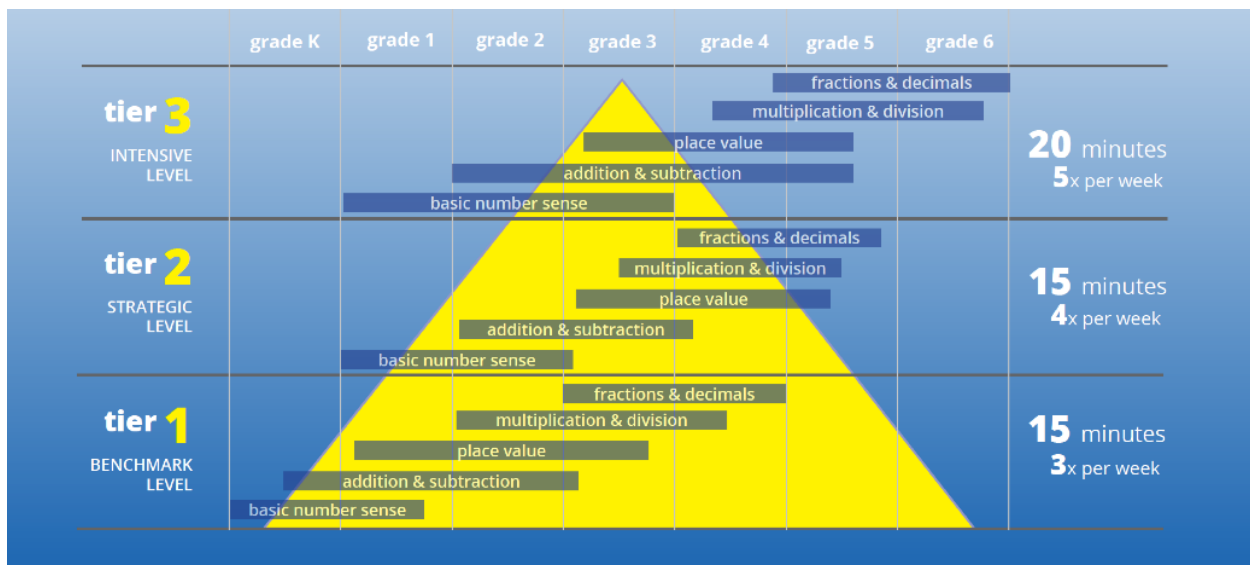 grade K grade 1 grade 2 grade 3 grade 4 grade 5 grade 6
tier 3
INTENSIVE
LEVEL
fractions & decimals
multiplication & division
place value
addition & subtraction
basic number sense
20 minutes
5x per week
tier 2
STRATEGIC
LEVEL
fractions & decimals
multiplication & division
place value
addition & subtraction
basic number sense
15 minutes
4x per week
tier 1
BENCHMARK
LEVEL
fractions & decimals
multiplication & division
place value
addition & subtraction
basic number sense
15 minutes
3x per week